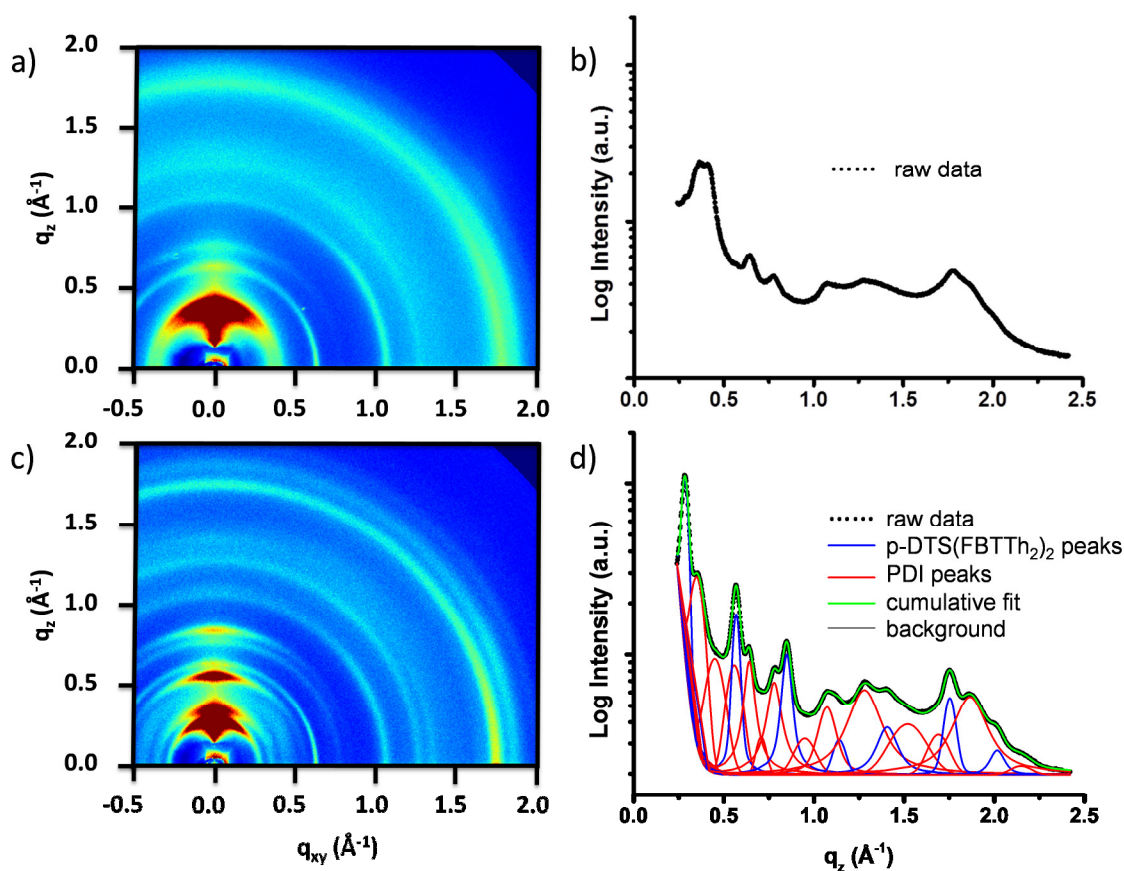 a)
2.0
1.5
1.0
0.5
0.0
q_z (Å⁻¹)
-0.5 0.0 0.5 1.0 1.5 2.0
b)
Log Intensity (a.u.)
raw data
0.0 0.5 1.0 1.5 2.0 2.5
c)
2.0
1.5
1.0
0.5
0.0
q_z (Å⁻¹)
-0.5 0.0 0.5 1.0 1.5 2.0
q_xy (Å⁻¹)
d)
Log Intensity (a.u.)
raw data
p-DTS(FBTTh₂)₂ peaks
PDI peaks
cumulative fit
background
0.0 0.5 1.0 1.5 2.0 2.5
q_z (Å⁻¹)